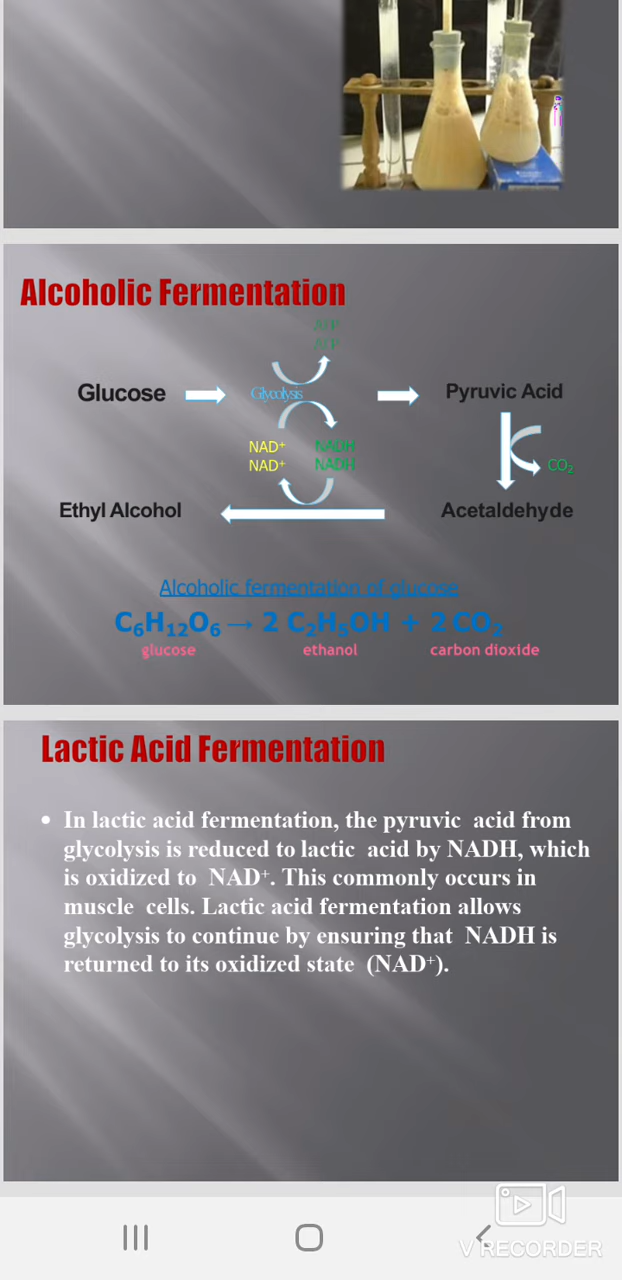 Alcoholic Fermentation
ATP
ATP
Glucose
Glycolysis
Pyruvic Acid
NAD⁺ NADH
NAD⁺ NADH
CO₂
Ethyl Alcohol
Acetaldehyde
Alcoholic fermentation of glucose
C₆H₁₂O₆ → 2 C₂H₅OH + 2 CO₂
glucose ethanol carbon dioxide
Lactic Acid Fermentation
• In lactic acid fermentation, the pyruvic acid from
glycolysis is reduced to lactic acid by NADH, which
is oxidized to NAD⁺. This commonly occurs in
muscle cells. Lactic acid fermentation allows
glycolysis to continue by ensuring that NADH is
returned to its oxidized state (NAD⁺).
V RECORDER